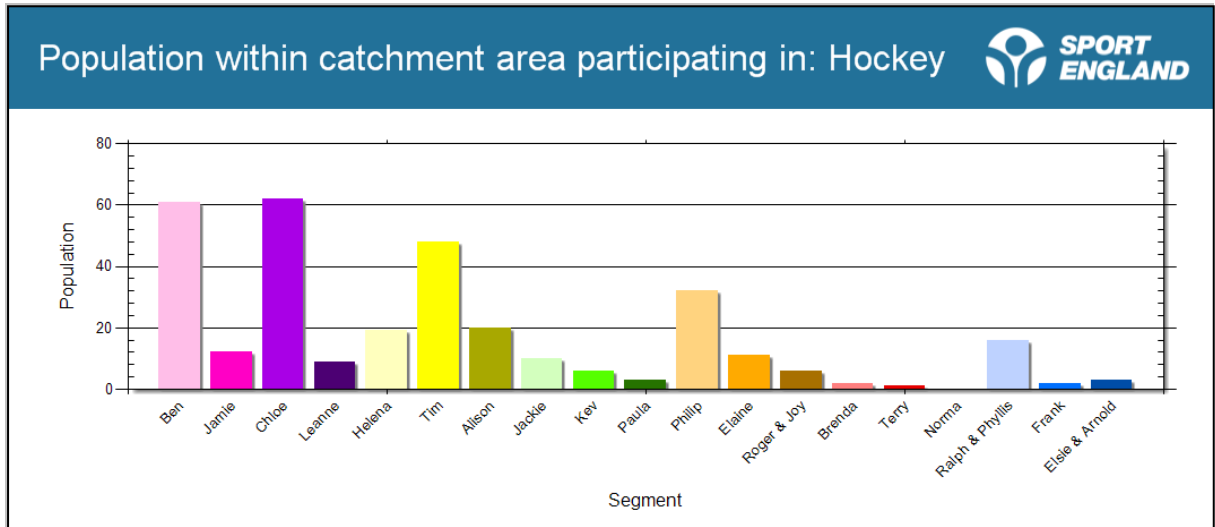 Population within catchment area participating in: Hockey
SPORT
ENGLAND
80
60
40
20
0
Population
Ben
Jamie
Chloe
Leanne
Helena
Tim
Alison
Jackie
Kev
Paula
Philip
Elaine
Roger & Joy
Brenda
Terry
Norma
Ralph & Phyllis
Frank
Elsie & Arnold
Segment